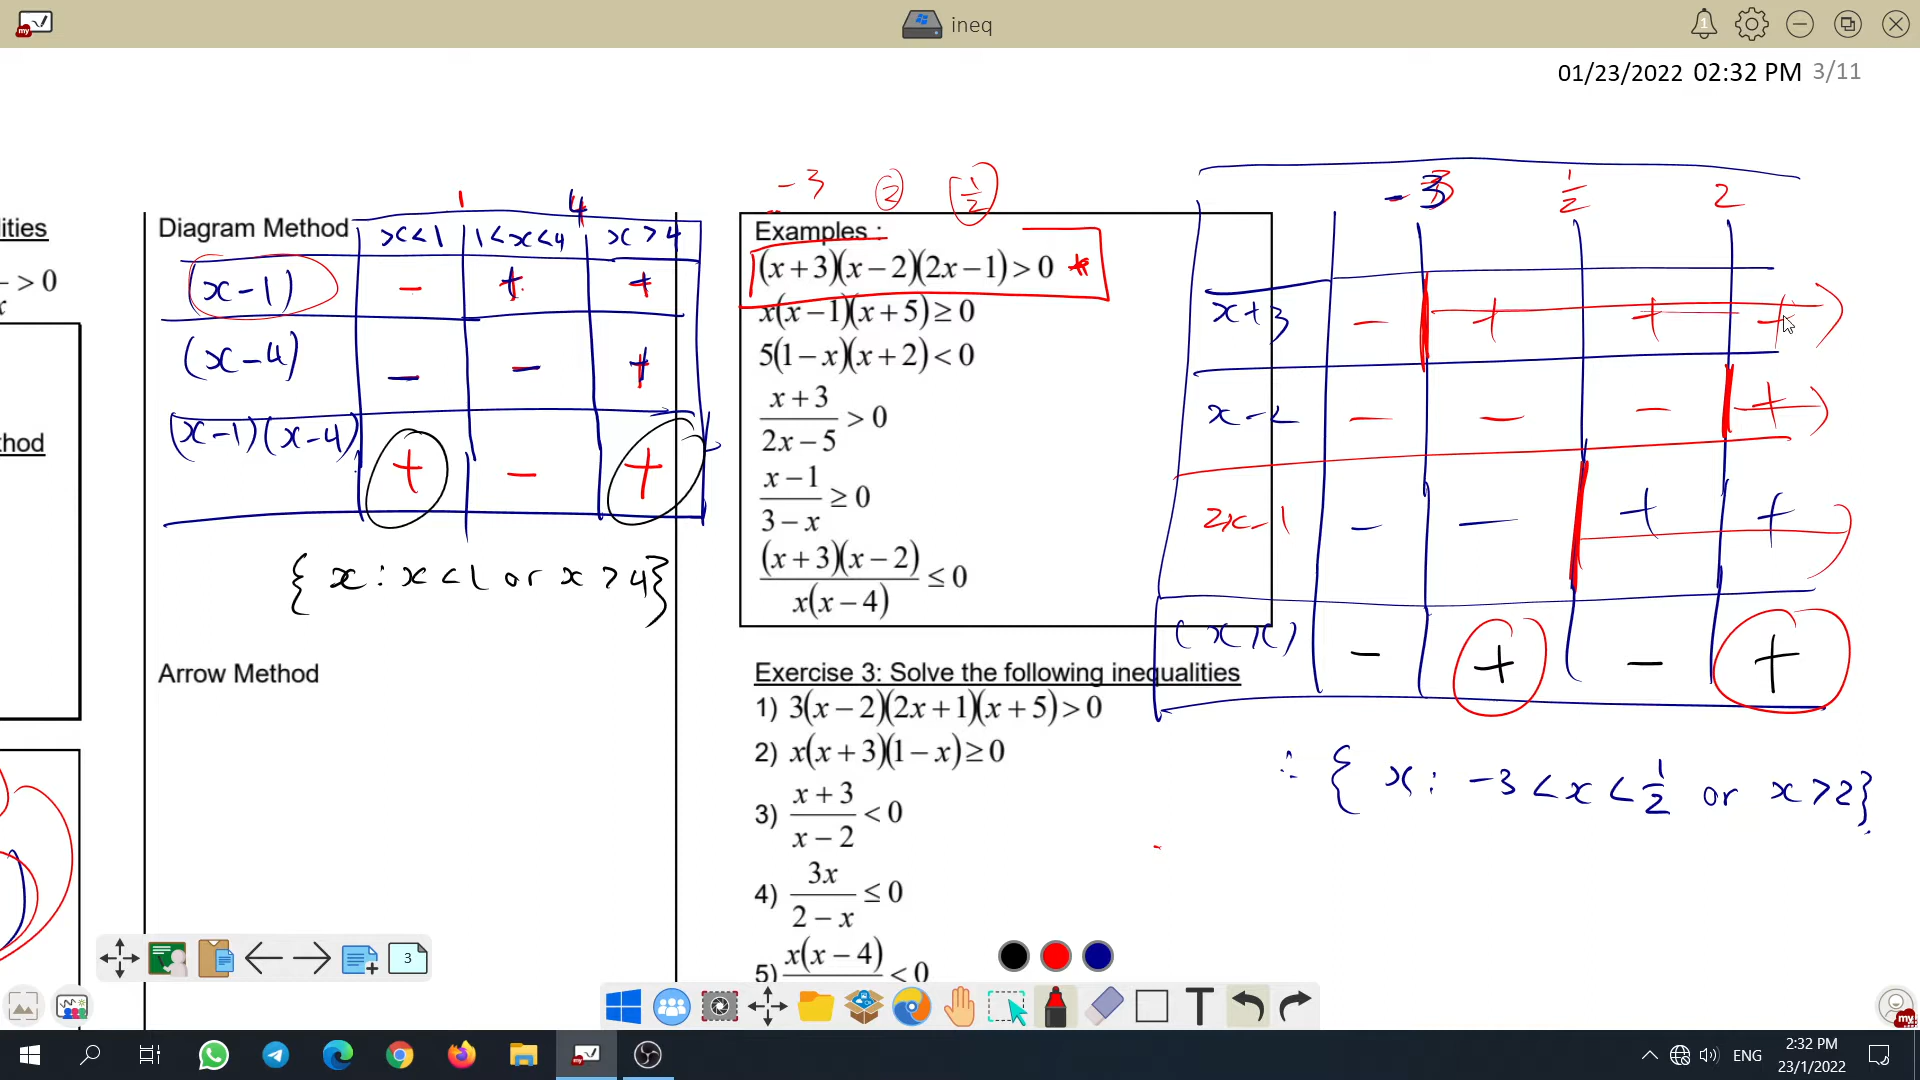 ineq
01/23/2022 02:32 PM 3/11
lities
> 0
x
thod
Diagram Method
1 4
x<1 1<x<4 x>4
(x-1) - + +
(x-4) - - +
(x-1)(x-4)
+ - +
{ x : x < 1 or x > 4}
Arrow Method
-3 2 1/2
Examples :
(x+3)(x−2)(2x−1)>0 *
x(x−1)(x+5)≥0
5(1−x)(x+2)<0
x+3
2x−5
>0
x−1
3−x
≥0
(x+3)(x−2)
x(x−4)
≤0
Exercise 3: Solve the following inequalities
1) 3(x−2)(2x+1)(x+5)>0
2) x(x+3)(1−x)≥0
3) x+3
x−2
<0
4) 3x
2−x
≤0
5) x(x−4)
<0
-3 1/2 2
x+3 - + + +
x-2 - - - +
2x-1 - - + +
( x )( x )
- + - +
∴ { x : -3 < x < 1/2 or x > 2}
3
T
ENG
2:32 PM
23/1/2022
my
my
1